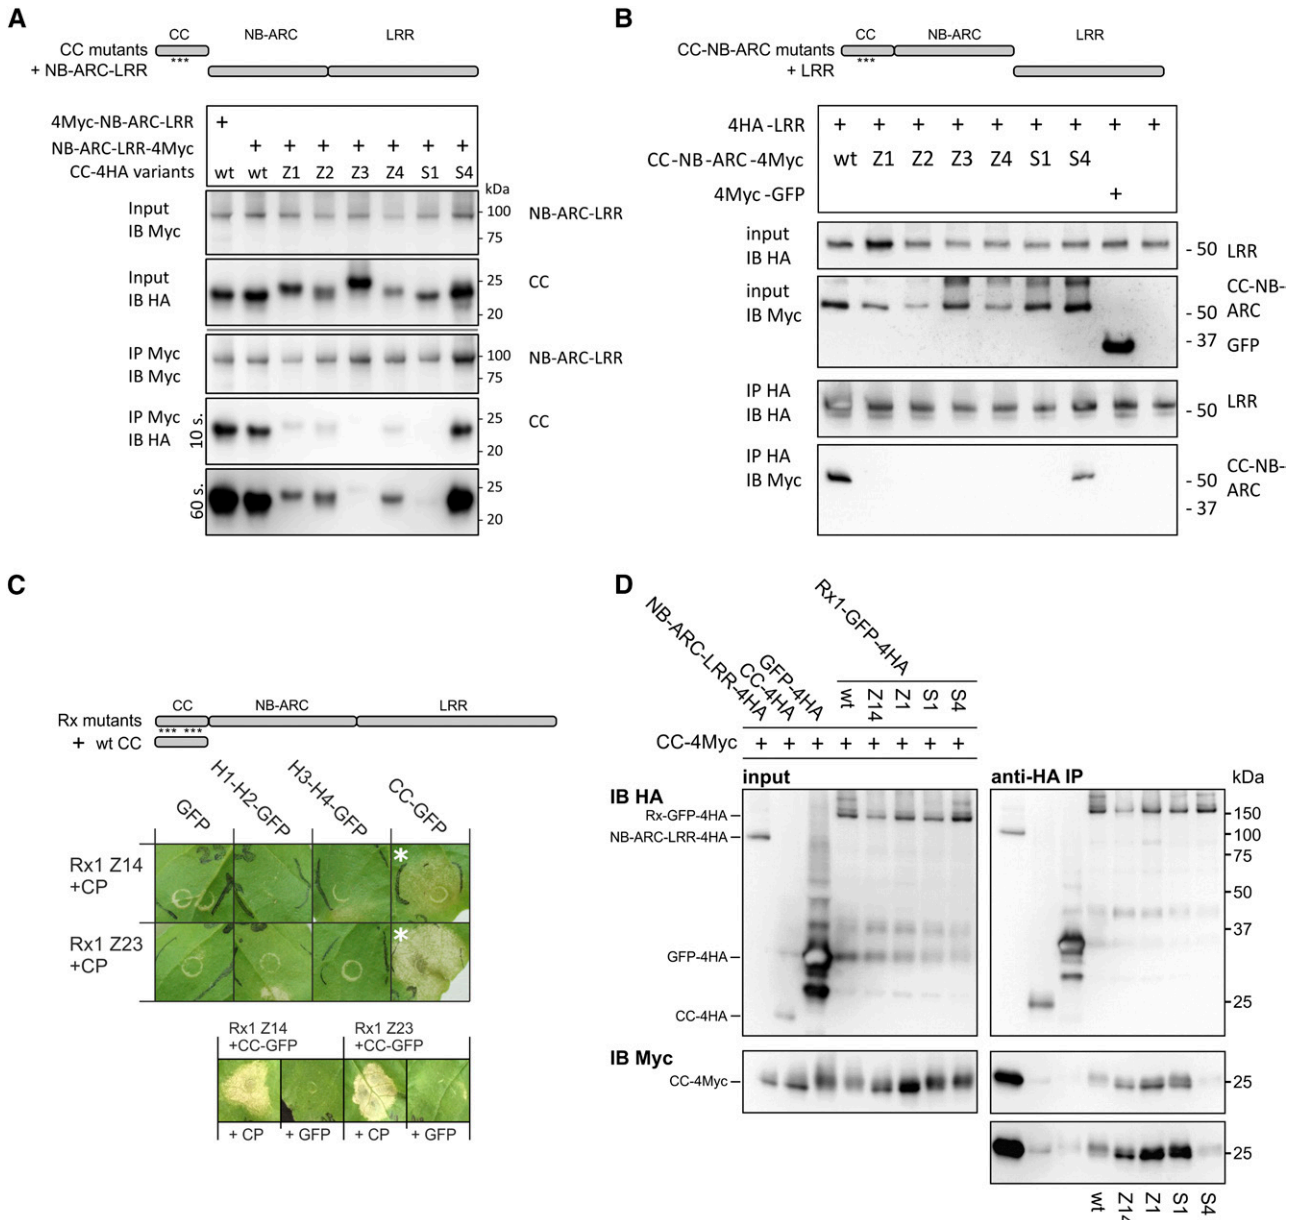 A
CC NB-ARC LRR
CC mutants
***
+ NB-ARC-LRR
4Myc-NB-ARC-LRR +
NB-ARC-LRR-4Myc + + + + + + +
CC-4HA variants wt wt Z1 Z2 Z3 Z4 S1 S4
kDa
Input
IB Myc
100
75
NB-ARC-LRR
Input
IB HA
25
20
CC
IP Myc
IB Myc
100
75
NB-ARC-LRR
IP Myc
IB HA
10 s.
25
20
CC
60 s.
25
20
B
CC NB-ARC LRR
CC-NB-ARC mutants
***
+ LRR
4HA-LRR + + + + + + + + +
CC-NB-ARC-4Myc wt Z1 Z2 Z3 Z4 S1 S4
4Myc-GFP +
input
IB HA
- 50 LRR
input
IB Myc
CC-NB-
ARC
- 50
- 37 GFP
IP HA
IB HA
- 50 LRR
IP HA
IB Myc
- 50
- 37
CC-NB-
ARC
C
CC NB-ARC LRR
Rx mutants
*** ***
+ wt CC
GFP H1-H2-GFP H3-H4-GFP CC-GFP
Rx1 Z14
+CP
*
Rx1 Z23
+CP
*
Rx1 Z14
+CC-GFP
Rx1 Z23
+CC-GFP
+ CP + GFP + CP + GFP
D
NB-ARC-LRR-4HA
CC-4HA
GFP-4HA
Rx1-GFP-4HA
wt Z14 Z1 S1 S4
CC-4Myc + + + + + + + +
input
anti-HA IP
kDa
IB HA
Rx-GFP-4HA
NB-ARC-LRR-4HA
GFP-4HA
CC-4HA
150
100
75
50
37
25
IB Myc
CC-4Myc
25
25
wt Z14 Z1 S1 S4